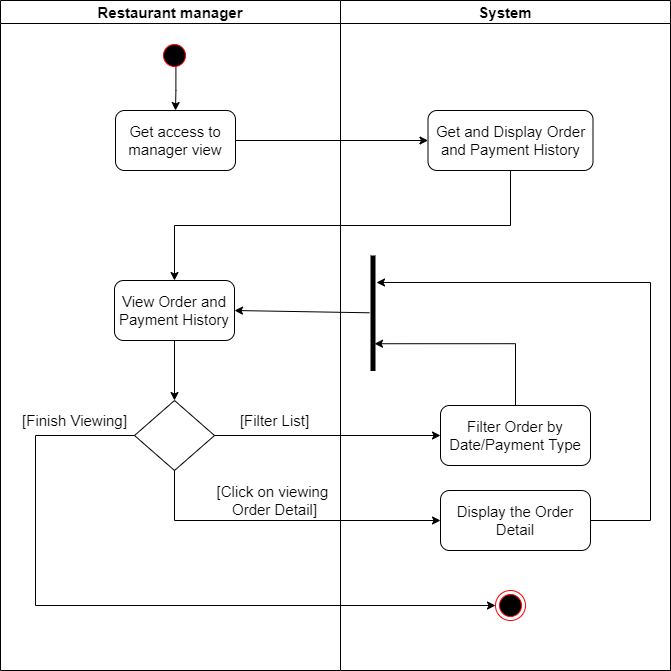 Restaurant manager
System
Get access to
manager view
Get and Display Order
and Payment History
View Order and
Payment History
[Finish Viewing]
[Filter List]
Filter Order by
Date/Payment Type
[Click on viewing
Order Detail]
Display the Order
Detail